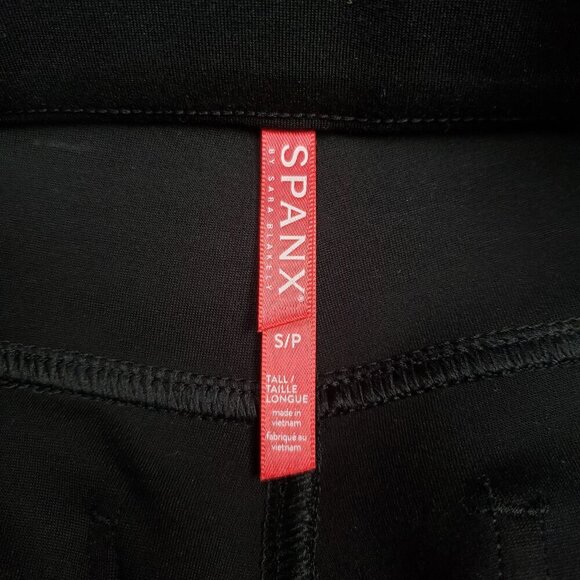 SPANX®
BY SARA BLAKELY
S/P
TALL/
TAILLE
LONGUE
made in
vietnam
fabriqué au
vietnam